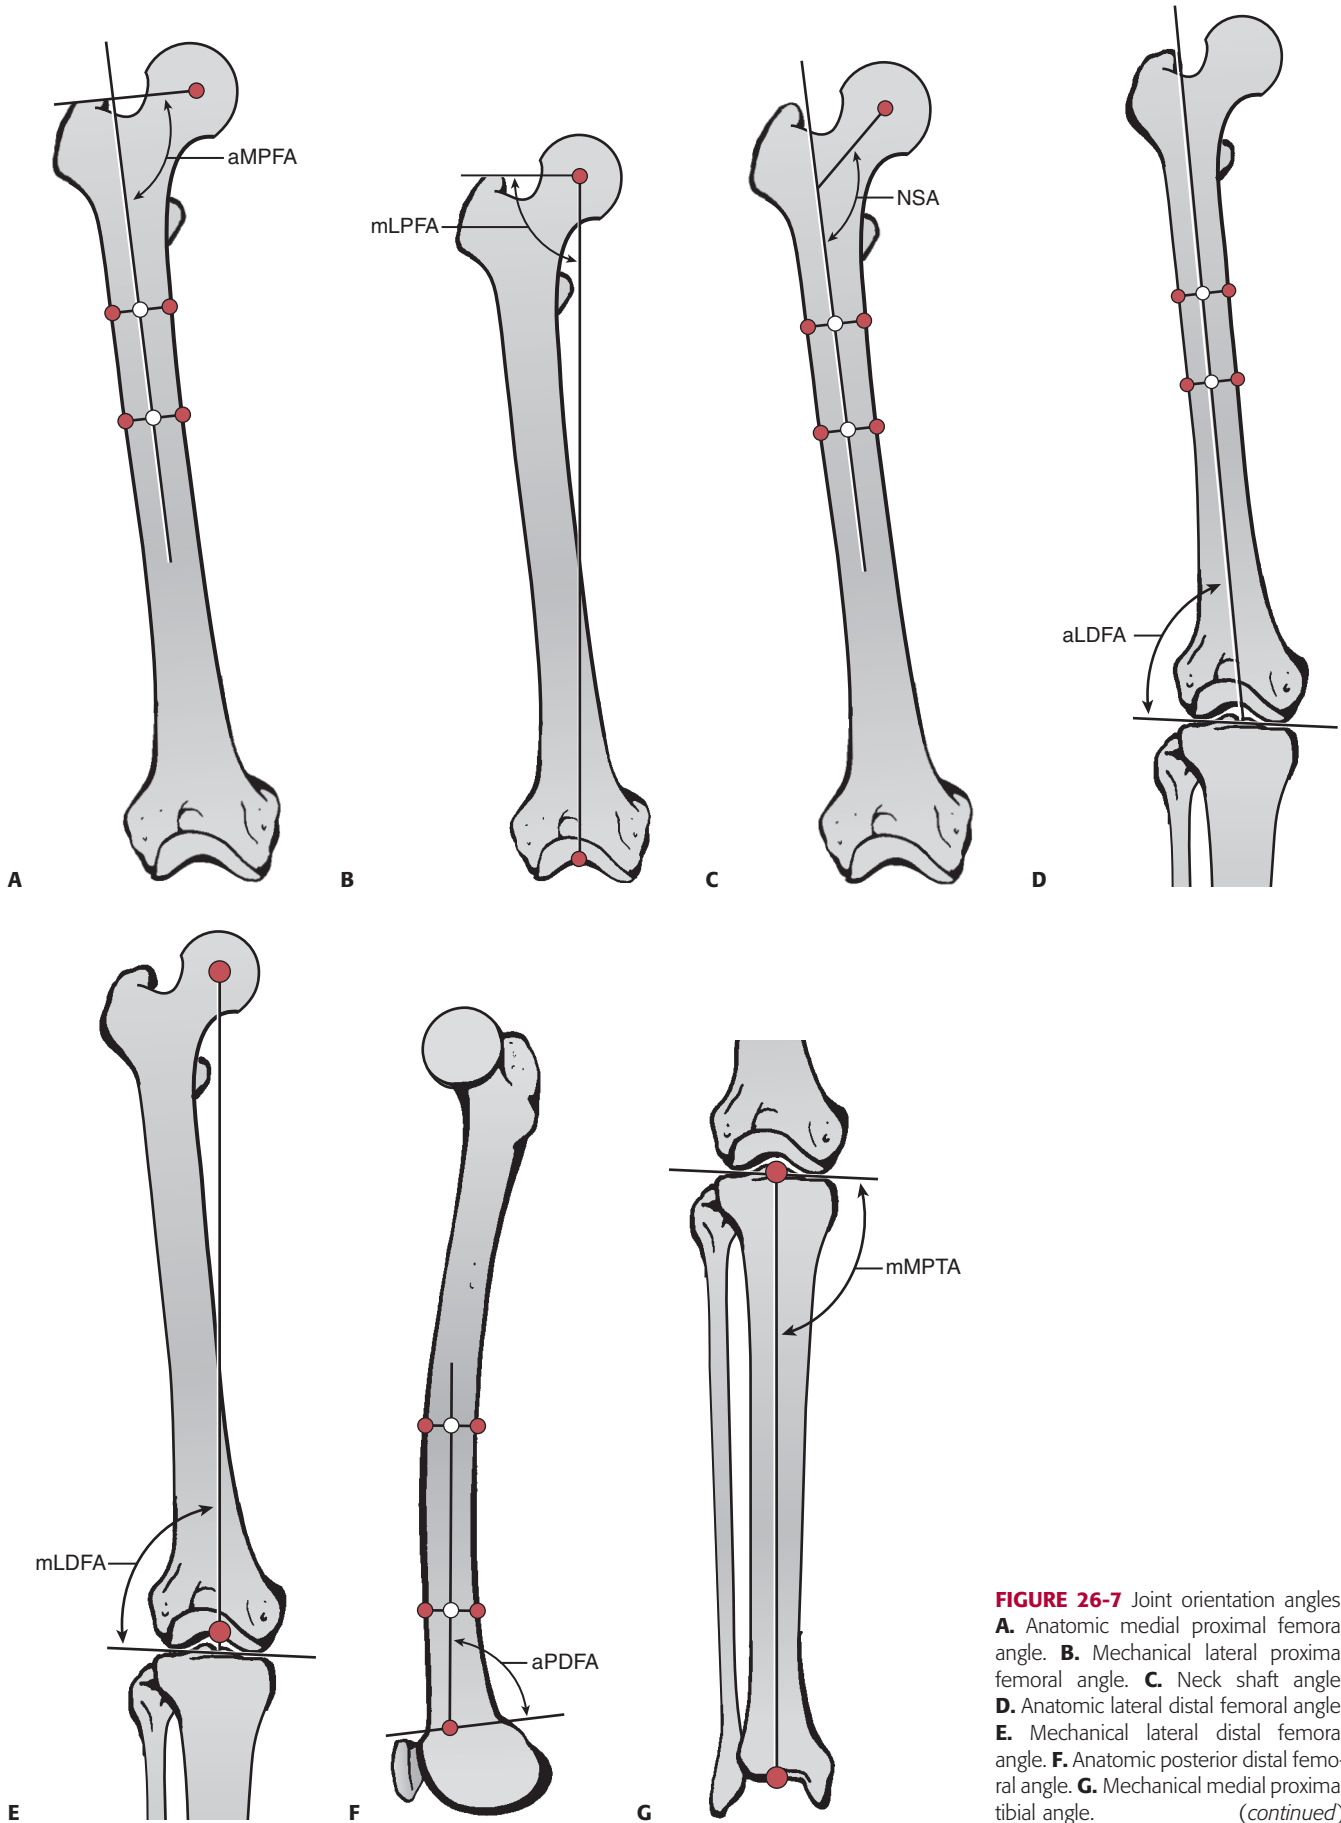 aMPFA
mLPFA
NSA
aLDFA
A
B
C
D
mLDFA
aPDFA
mMPTA
E
F
G
FIGURE 26-7 Joint orientation angles
A. Anatomic medial proximal femora
angle. B. Mechanical lateral proxima
femoral angle. C. Neck shaft angle
D. Anatomic lateral distal femoral angle
E. Mechanical lateral distal femora
angle. F. Anatomic posterior distal femo-
ral angle. G. Mechanical medial proxima
tibial angle. (continued)